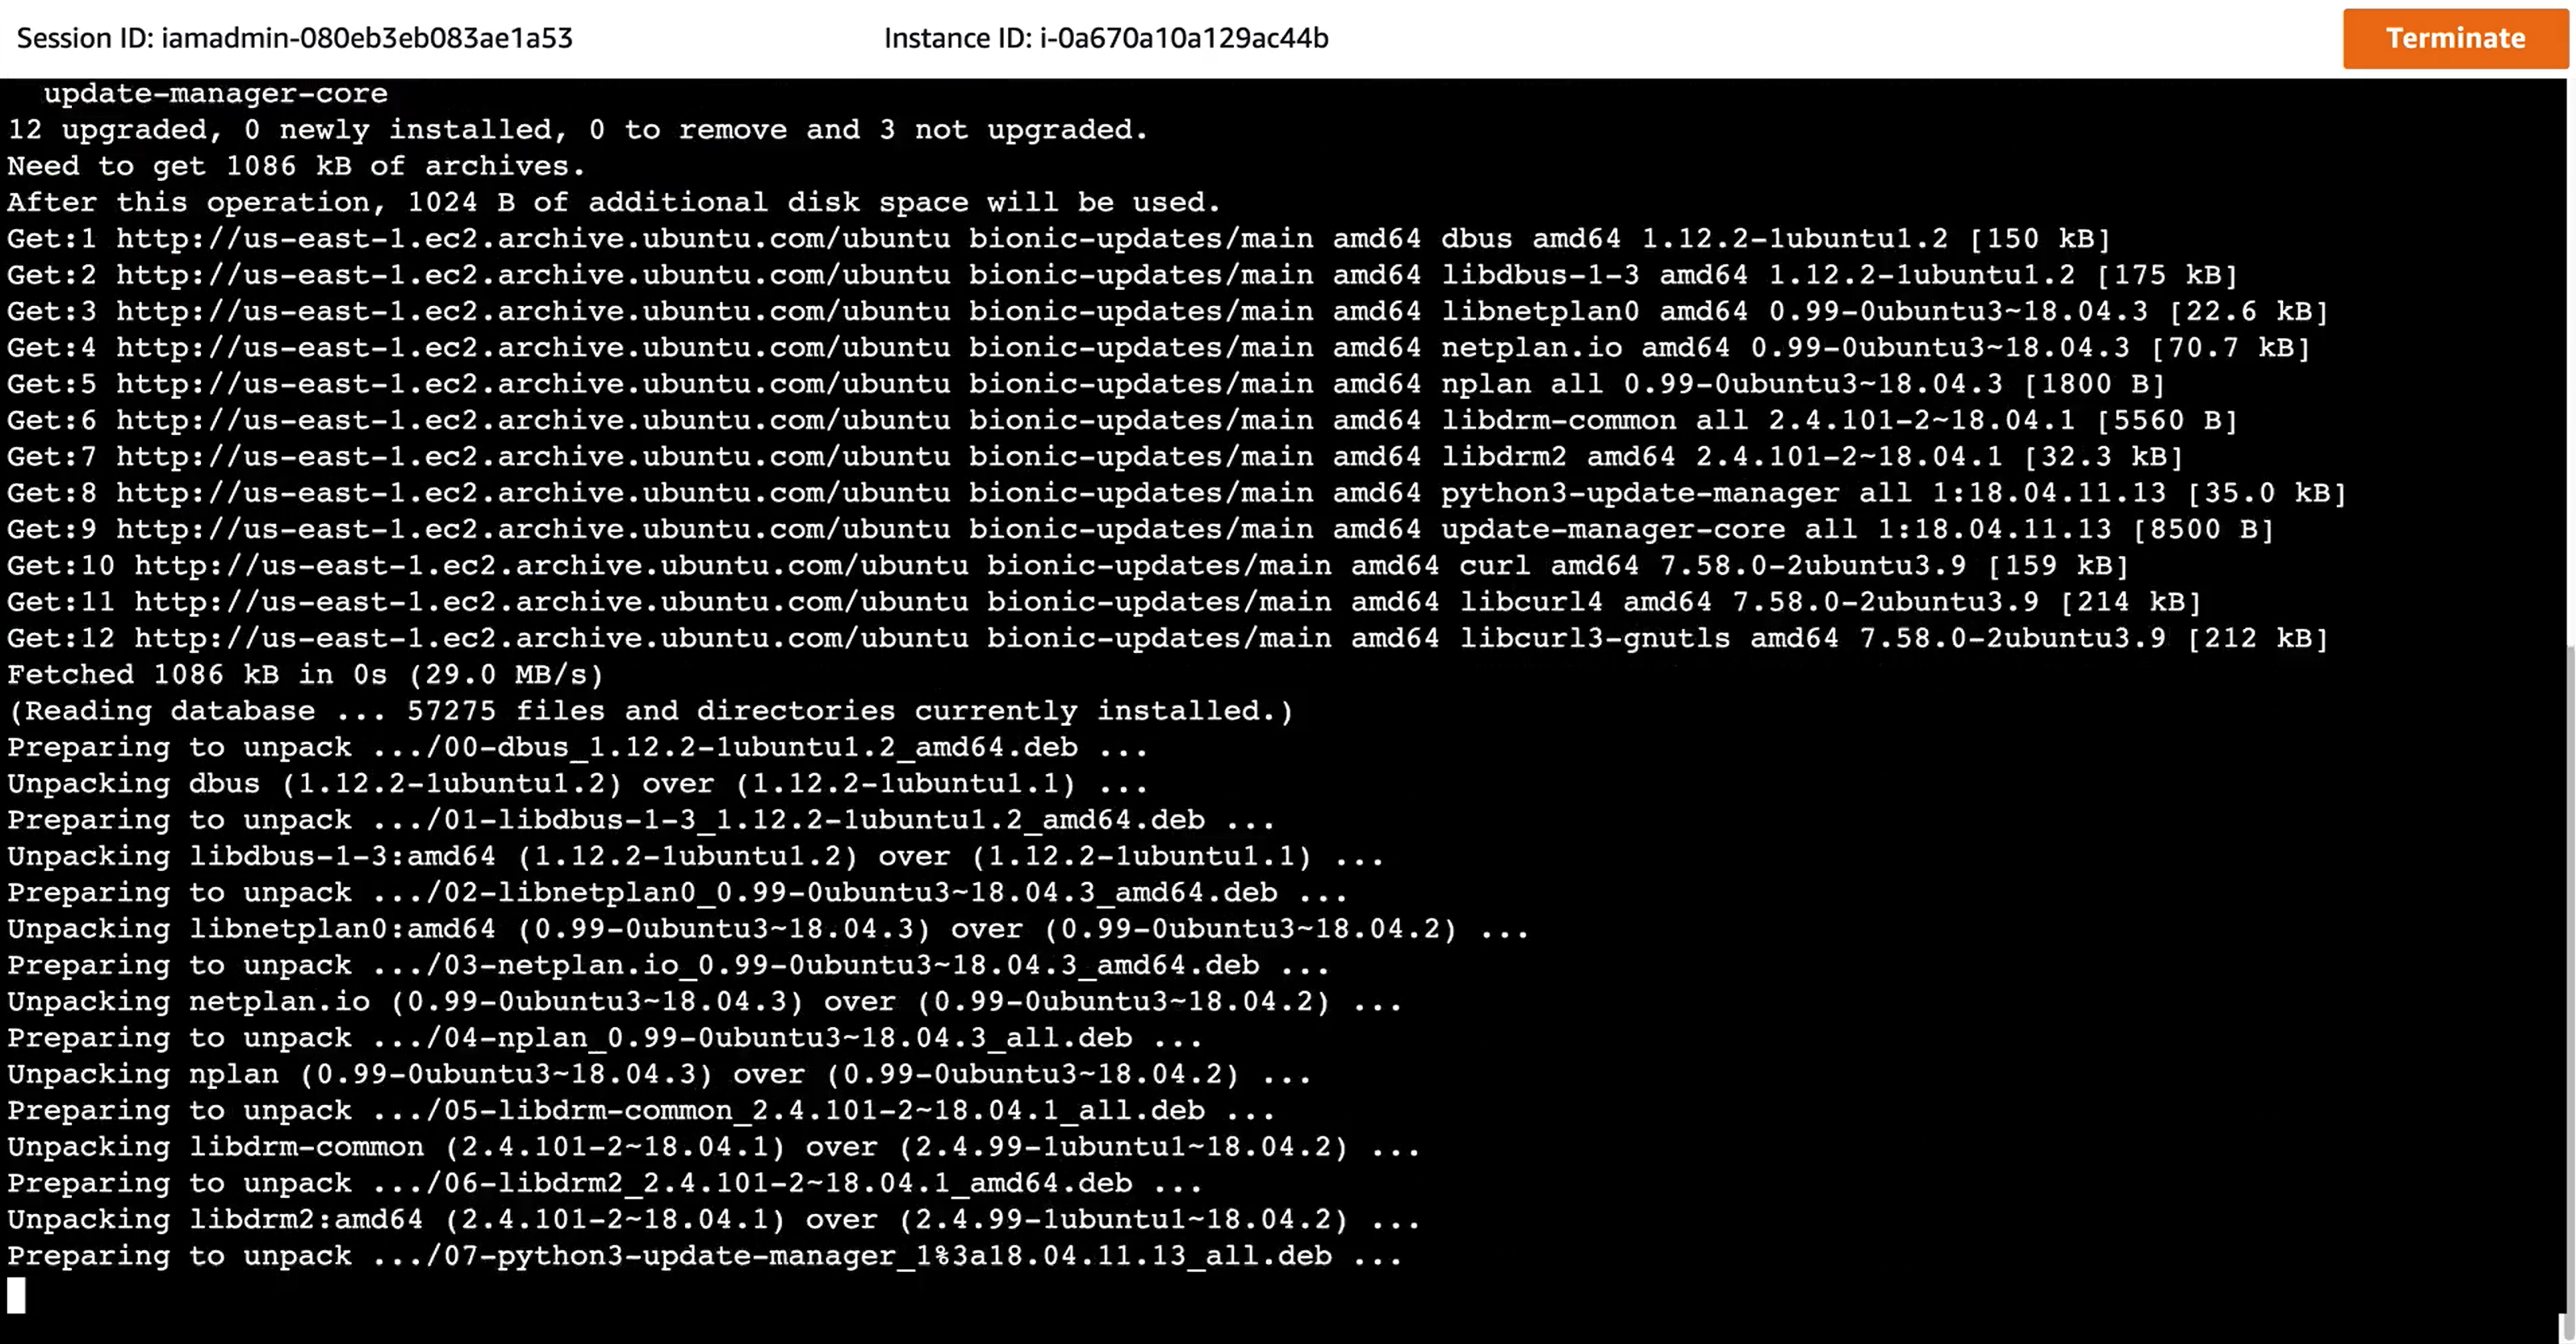 Session ID: iamadmin-080eb3eb083ae1a53
Instance ID: i-0a670a10a129ac44b
Terminate
update-manager-core
12 upgraded, 0 newly installed, 0 to remove and 3 not upgraded.
Need to get 1086 kB of archives.
After this operation, 1024 B of additional disk space will be used.
Get:1 http://us-east-1.ec2.archive.ubuntu.com/ubuntu bionic-updates/main amd64 dbus amd64 1.12.2-1ubuntu1.2 [150 kB]
Get:2 http://us-east-1.ec2.archive.ubuntu.com/ubuntu bionic-updates/main amd64 libdbus-1-3 amd64 1.12.2-1ubuntu1.2 [175 kB]
Get:3 http://us-east-1.ec2.archive.ubuntu.com/ubuntu bionic-updates/main amd64 libnetplan0 amd64 0.99-0ubuntu3~18.04.3 [22.6 kB]
Get:4 http://us-east-1.ec2.archive.ubuntu.com/ubuntu bionic-updates/main amd64 netplan.io amd64 0.99-0ubuntu3~18.04.3 [70.7 kB]
Get:5 http://us-east-1.ec2.archive.ubuntu.com/ubuntu bionic-updates/main amd64 nplan all 0.99-0ubuntu3~18.04.3 [1800 B]
Get:6 http://us-east-1.ec2.archive.ubuntu.com/ubuntu bionic-updates/main amd64 libdrm-common all 2.4.101-2~18.04.1 [5560 B]
Get:7 http://us-east-1.ec2.archive.ubuntu.com/ubuntu bionic-updates/main amd64 libdrm2 amd64 2.4.101-2~18.04.1 [32.3 kB]
Get:8 http://us-east-1.ec2.archive.ubuntu.com/ubuntu bionic-updates/main amd64 python3-update-manager all 1:18.04.11.13 [35.0 kB]
Get:9 http://us-east-1.ec2.archive.ubuntu.com/ubuntu bionic-updates/main amd64 update-manager-core all 1:18.04.11.13 [8500 B]
Get:10 http://us-east-1.ec2.archive.ubuntu.com/ubuntu bionic-updates/main amd64 curl amd64 7.58.0-2ubuntu3.9 [159 kB]
Get:11 http://us-east-1.ec2.archive.ubuntu.com/ubuntu bionic-updates/main amd64 libcurl4 amd64 7.58.0-2ubuntu3.9 [214 kB]
Get:12 http://us-east-1.ec2.archive.ubuntu.com/ubuntu bionic-updates/main amd64 libcurl3-gnutls amd64 7.58.0-2ubuntu3.9 [212 kB]
Fetched 1086 kB in 0s (29.0 MB/s)
(Reading database ... 57275 files and directories currently installed.)
Preparing to unpack .../00-dbus_1.12.2-1ubuntu1.2_amd64.deb ...
Unpacking dbus (1.12.2-1ubuntu1.2) over (1.12.2-1ubuntu1.1) ...
Preparing to unpack .../01-libdbus-1-3_1.12.2-1ubuntu1.2_amd64.deb ...
Unpacking libdbus-1-3:amd64 (1.12.2-1ubuntu1.2) over (1.12.2-1ubuntu1.1) ...
Preparing to unpack .../02-libnetplan0_0.99-0ubuntu3~18.04.3_amd64.deb ...
Unpacking libnetplan0:amd64 (0.99-0ubuntu3~18.04.3) over (0.99-0ubuntu3~18.04.2) ...
Preparing to unpack .../03-netplan.io_0.99-0ubuntu3~18.04.3_amd64.deb ...
Unpacking netplan.io (0.99-0ubuntu3~18.04.3) over (0.99-0ubuntu3~18.04.2) ...
Preparing to unpack .../04-nplan_0.99-0ubuntu3~18.04.3_all.deb ...
Unpacking nplan (0.99-0ubuntu3~18.04.3) over (0.99-0ubuntu3~18.04.2) ...
Preparing to unpack .../05-libdrm-common_2.4.101-2~18.04.1_all.deb ...
Unpacking libdrm-common (2.4.101-2~18.04.1) over (2.4.99-1ubuntu1~18.04.2) ...
Preparing to unpack .../06-libdrm2_2.4.101-2~18.04.1_amd64.deb ...
Unpacking libdrm2:amd64 (2.4.101-2~18.04.1) over (2.4.99-1ubuntu1~18.04.2) ...
Preparing to unpack .../07-python3-update-manager_1%3a18.04.11.13_all.deb ...